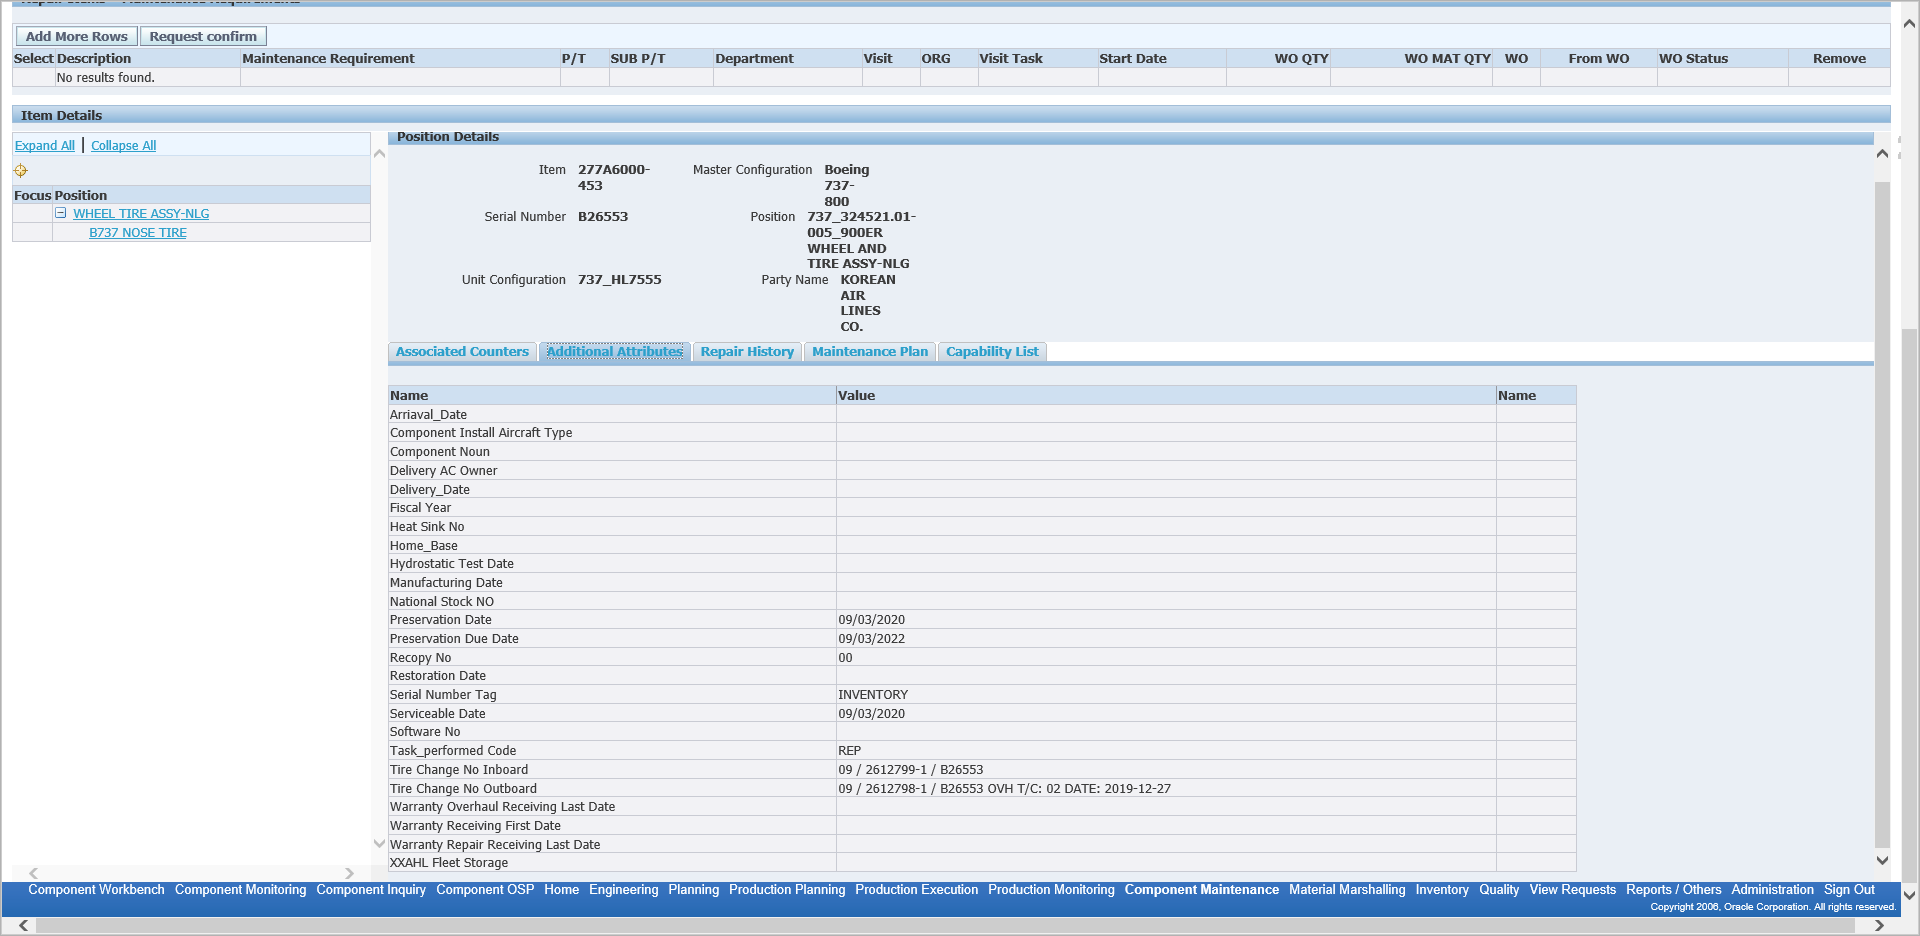 Add More Rows Request confirm
Select Description Maintenance Requirement P/T SUB P/T Department Visit ORG Visit Task Start Date WO QTY WO MAT QTY WO From WO WO Status Remove
No results found.
Item Details
Expand All | Collapse All
Focus Position
WHEEL TIRE ASSY-NLG
B737 NOSE TIRE
Position Details
Item 277A6000-453
Master Configuration Boeing 737-800
Serial Number B26553
Position 737_324521.01-005_900ER WHEEL AND TIRE ASSY-NLG
Unit Configuration 737_HL7555
Party Name KOREAN AIR LINES CO.
Associated Counters Additional Attributes Repair History Maintenance Plan Capability List
Name Value Name
Arriaval_Date
Component Install Aircraft Type
Component Noun
Delivery AC Owner
Delivery_Date
Fiscal Year
Heat Sink No
Home_Base
Hydrostatic Test Date
Manufacturing Date
National Stock NO
Preservation Date 09/03/2020
Preservation Due Date 09/03/2022
Recopy No 00
Restoration Date
Serial Number Tag INVENTORY
Serviceable Date 09/03/2020
Software No
Task_performed Code REP
Tire Change No Inboard 09 / 2612799-1 / B26553
Tire Change No Outboard 09 / 2612798-1 / B26553 OVH T/C: 02 DATE: 2019-12-27
Warranty Overhaul Receiving Last Date
Warranty Receiving First Date
Warranty Repair Receiving Last Date
XXAHL Fleet Storage
Component Workbench Component Monitoring Component Inquiry Component OSP Home Engineering Planning Production Planning Production Execution Production Monitoring Component Maintenance Material Marshalling Inventory Quality View Requests Reports / Others Administration Sign Out
Copyright 2006, Oracle Corporation. All rights reserved.